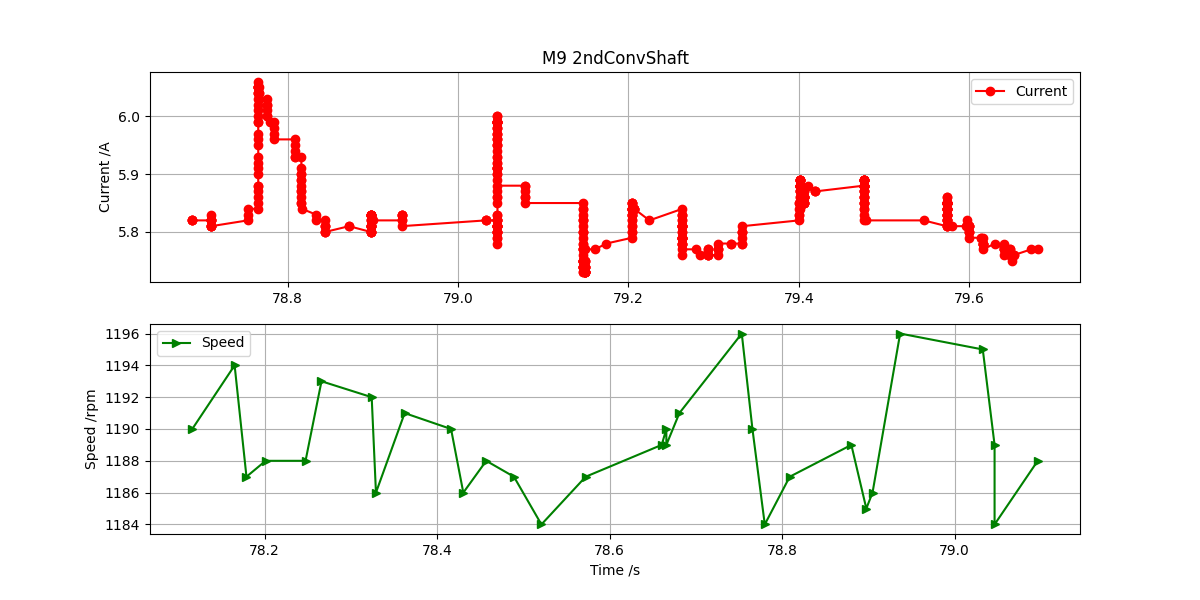 M9 2ndConvShaft
Current /A
6.0
5.9
5.8
Current
78.8 79.0 79.2 79.4 79.6
Speed /rpm
1196
1194
1192
1190
1188
1186
1184
Speed
78.2 78.4 78.6 78.8 79.0
Time /s